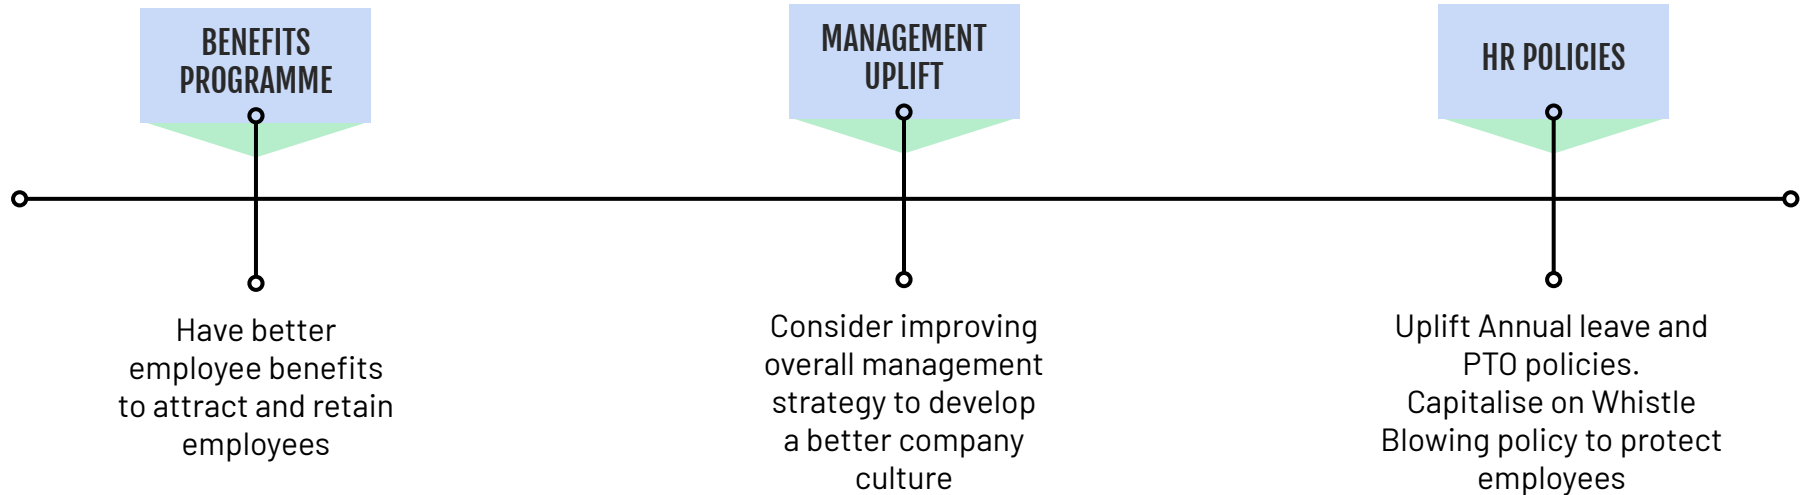 BENEFITS
PROGRAMME
Have better
employee benefits
to attract and retain
employees
MANAGEMENT
UPLIFT
Consider improving
overall management
strategy to develop
a better company
culture
HR POLICIES
Uplift Annual leave and
PTO policies.
Capitalise on Whistle
Blowing policy to protect
employees